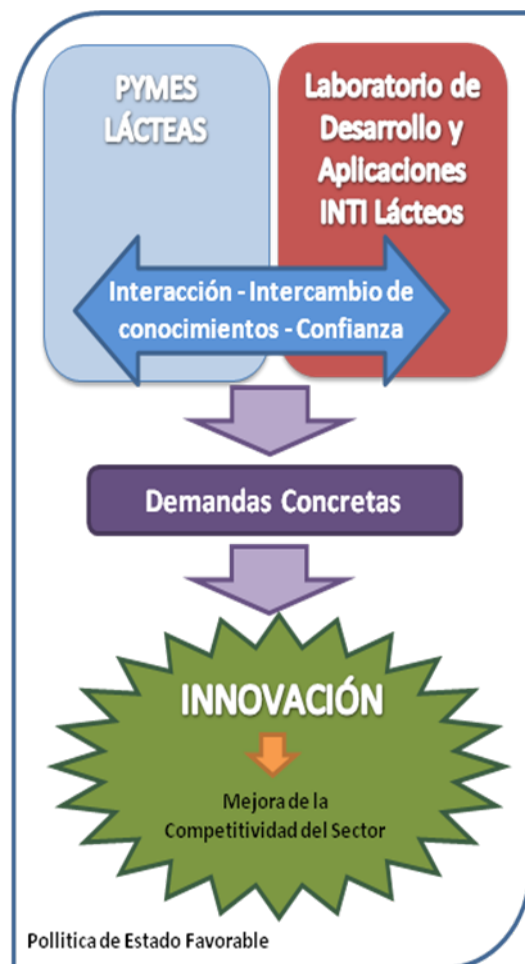 PYMES
LÁCTEAS
Laboratorio de
Desarrollo y
Aplicaciones
INTI Lácteos
Interacción - Intercambio de
conocimientos - Confianza
Demandas Concretas
INNOVACIÓN
Mejora de la
Competitividad del Sector
Pollitica de Estado Favorable